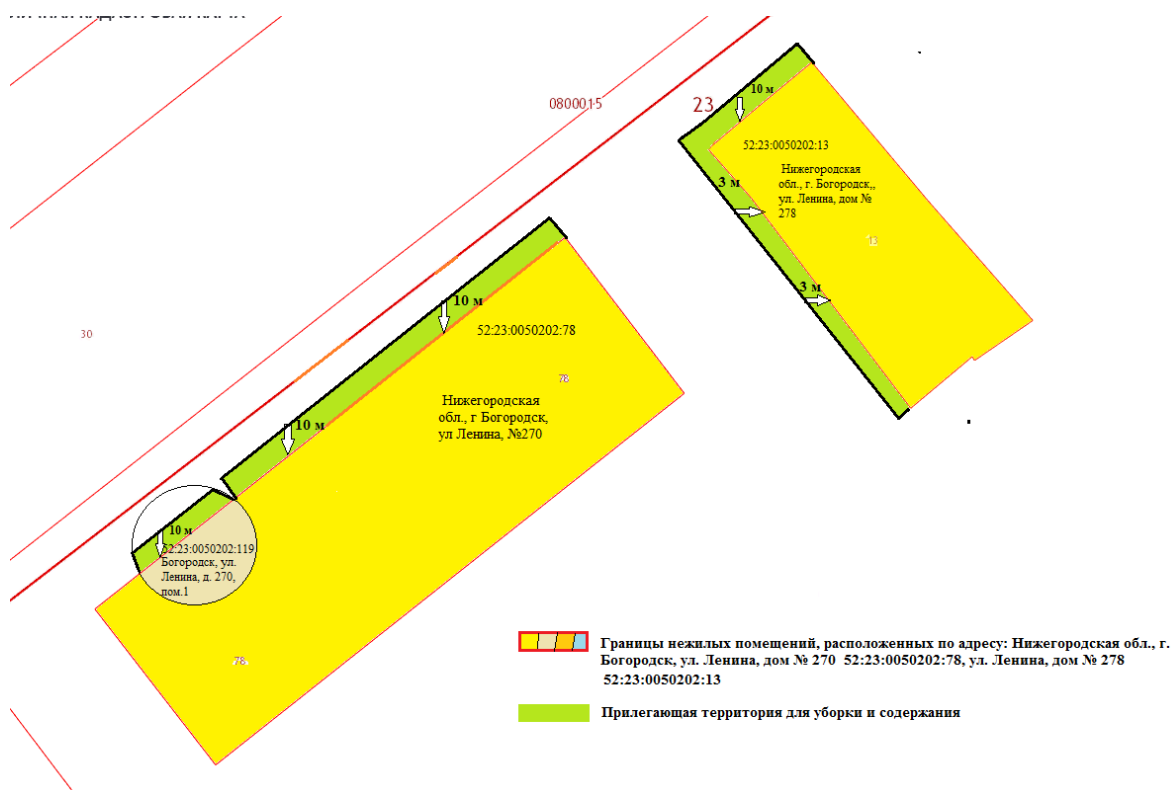 0800015
23
10 м
52:23:0050202:13
Нижегородская
обл., г. Богородск,,
ул. Ленина, дом №
278
3 м
13
3 м
10 м
52:23:0050202:78
30
78
Нижегородская
обл., г Богородск,
ул Ленина, №270
10 м
10 м
52:23:0050202:119
Богородск, ул.
Ленина, д. 270,
пом.1
78
Границы нежилых помещений, расположенных по адресу: Нижегородская обл., г.
Богородск, ул. Ленина, дом № 270 52:23:0050202:78, ул. Ленина, дом № 278
52:23:0050202:13
Прилегающая территория для уборки и содержания